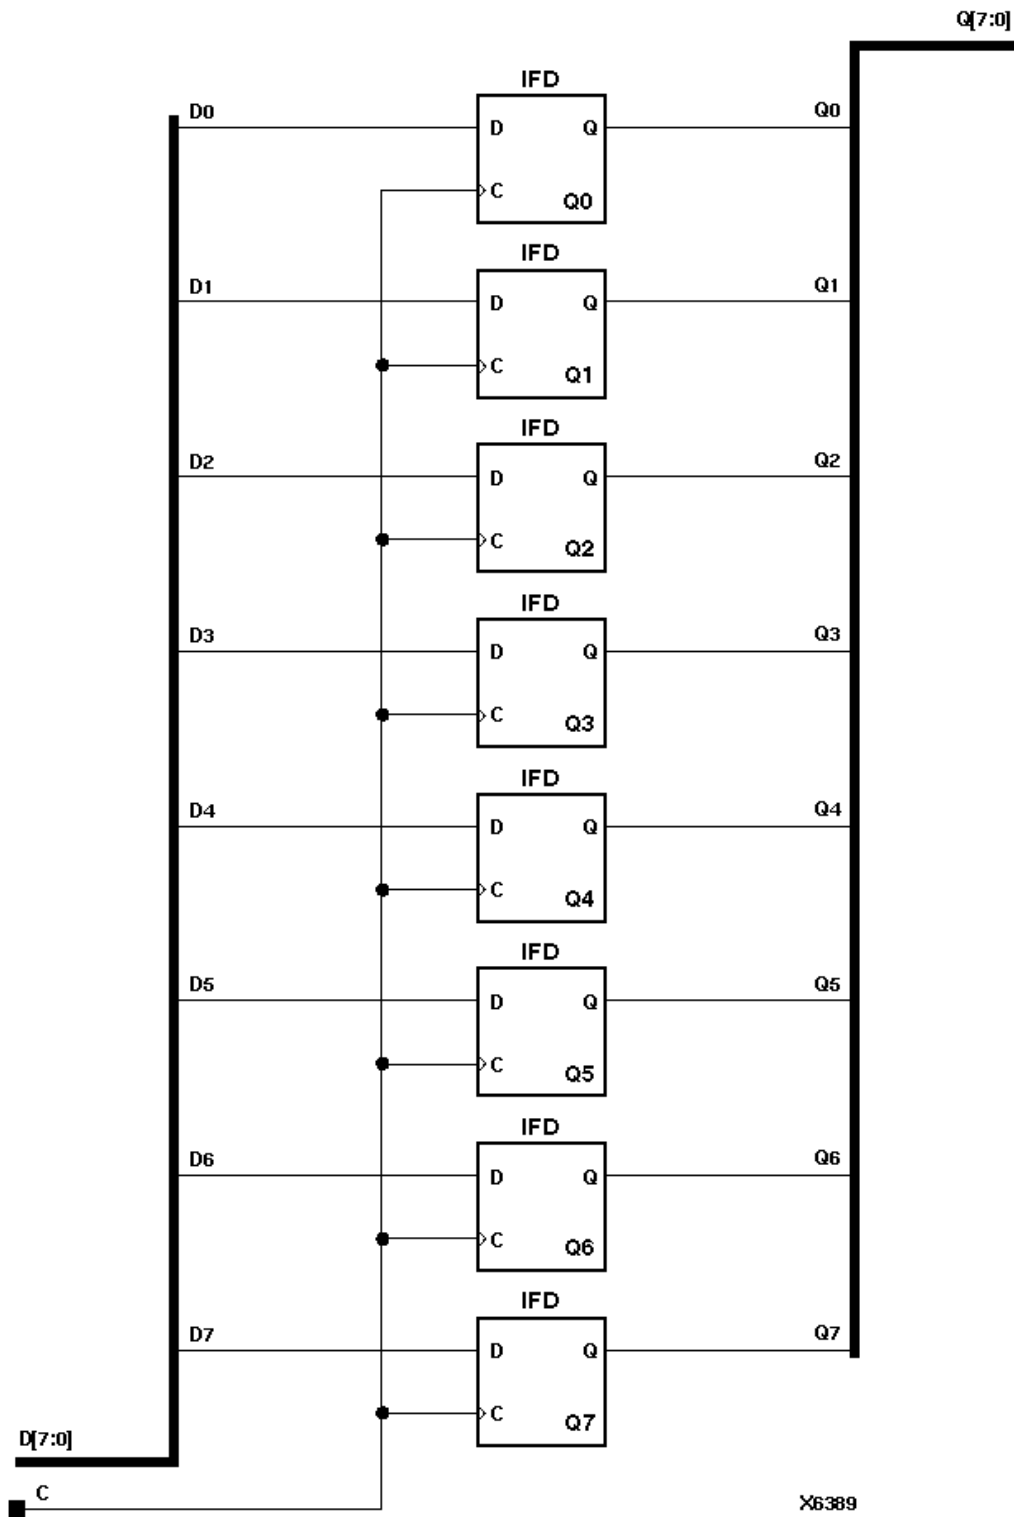 Q[7:0]
IFD
D0 D Q Q0
C Q0
IFD
D1 D Q Q1
C Q1
IFD
D2 D Q Q2
C Q2
IFD
D3 D Q Q3
C Q3
IFD
D4 D Q Q4
C Q4
IFD
D5 D Q Q5
C Q5
IFD
D6 D Q Q6
C Q6
IFD
D7 D Q Q7
C Q7
D[7:0]
C
X6389